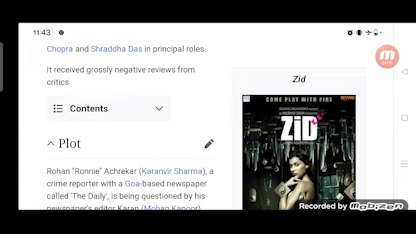 11:43
Chopra and Shraddha Das in principal roles.
It received grossly negative reviews from
critics.
Contents
Plot
Rohan "Ronnie" Achrekar (Karanvir Sharma), a
crime reporter with a Goa-based newspaper
called 'The Daily', is being questioned by his
newspaper's editor Karan (Mohan Kapoor)
Zid
COME PLAY WITH FIRE
ZiD
Recorded by Mobizen